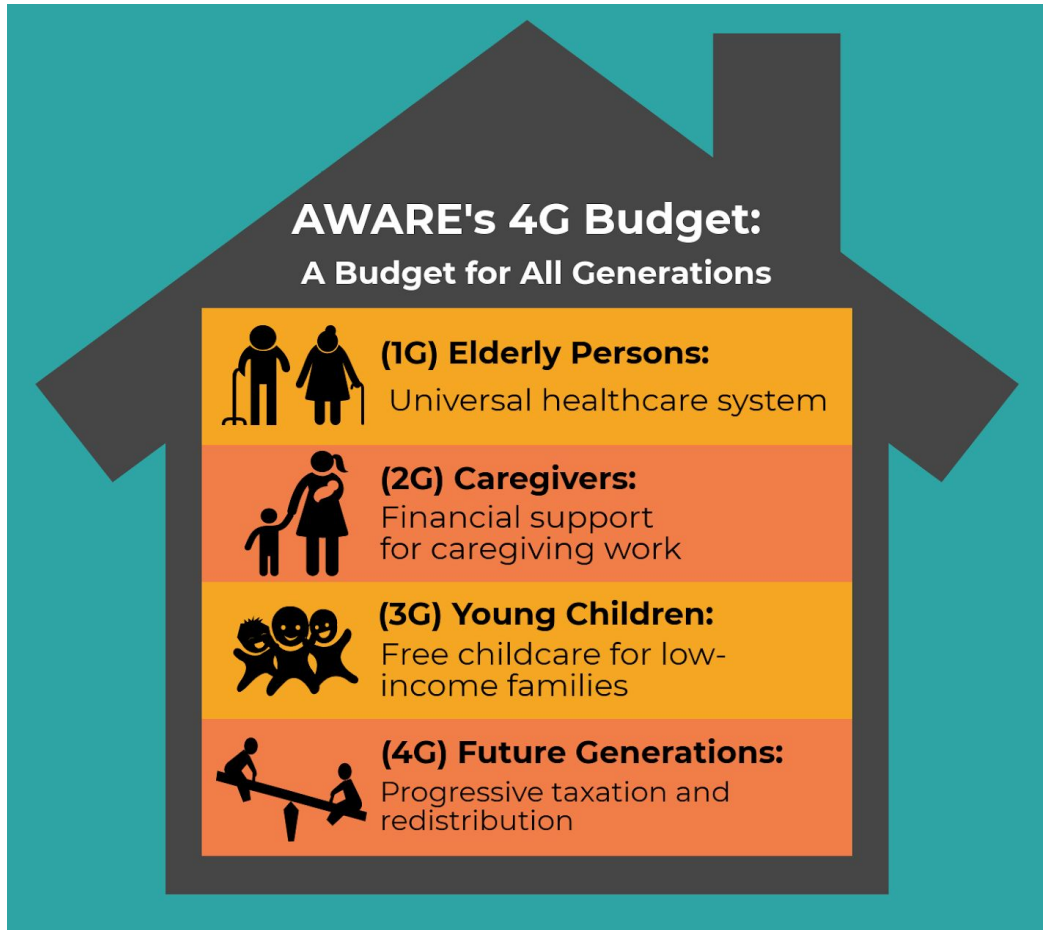 AWARE's 4G Budget:
A Budget for All Generations
(1G) Elderly Persons:
Universal healthcare system
(2G) Caregivers:
Financial support
for caregiving work
(3G) Young Children:
Free childcare for low-
income families
(4G) Future Generations:
Progressive taxation and
redistribution